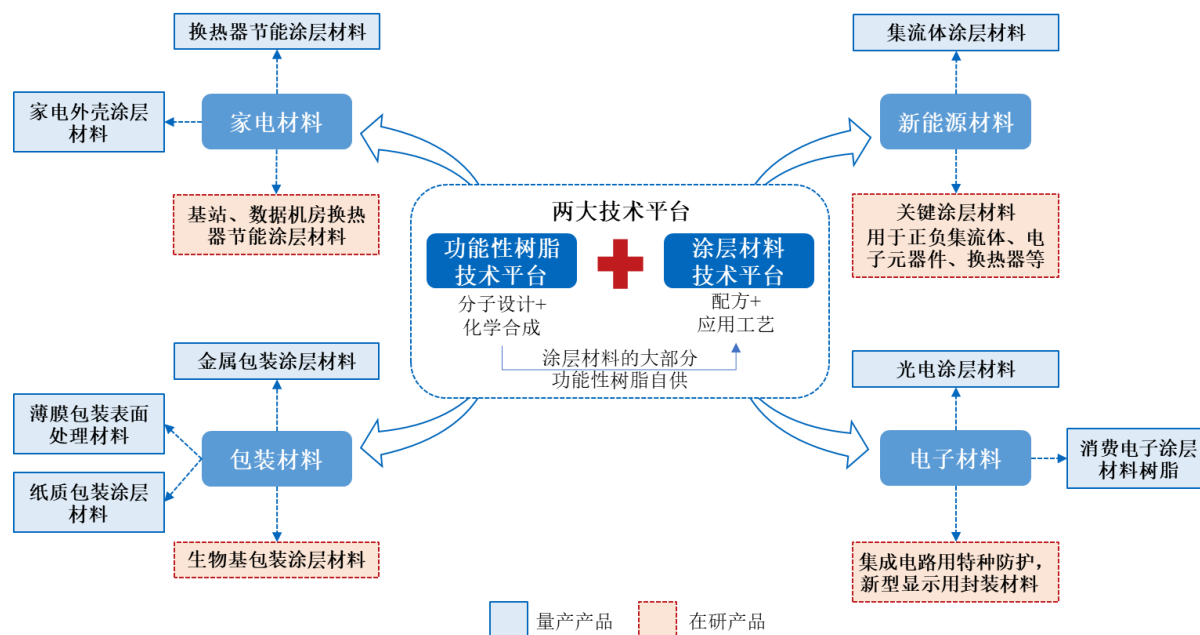 换热器节能涂层材料
集流体涂层材料
家电外壳涂层
材料
家电材料
新能源材料
基站、数据机房换热
器节能涂层材料
关键涂层材料
用于正负集流体、电
子元器件、换热器等
两大技术平台
功能性树脂
技术平台
涂层材料
技术平台
分子设计+
化学合成
配方+
应用工艺
涂层材料的大部分
功能性树脂自供
金属包装涂层材料
光电涂层材料
薄膜包装表面
处理材料
包装材料
电子材料
消费电子涂层
材料树脂
纸质包装涂层
材料
生物基包装涂层材料
集成电路用特种防护，
新型显示用封装材料
量产产品
在研产品